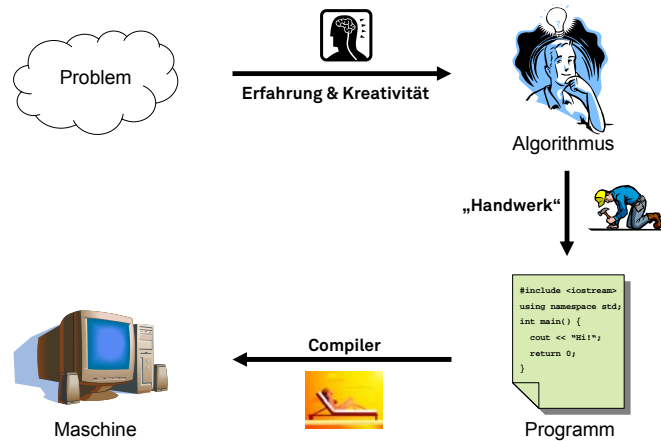 Problem
Erfahrung & Kreativität
Algorithmus
„Handwerk“
#include <iostream>
using namespace std;
int main() {
cout << "Hi!“;
return 0;
}
Compiler
Maschine
Programm